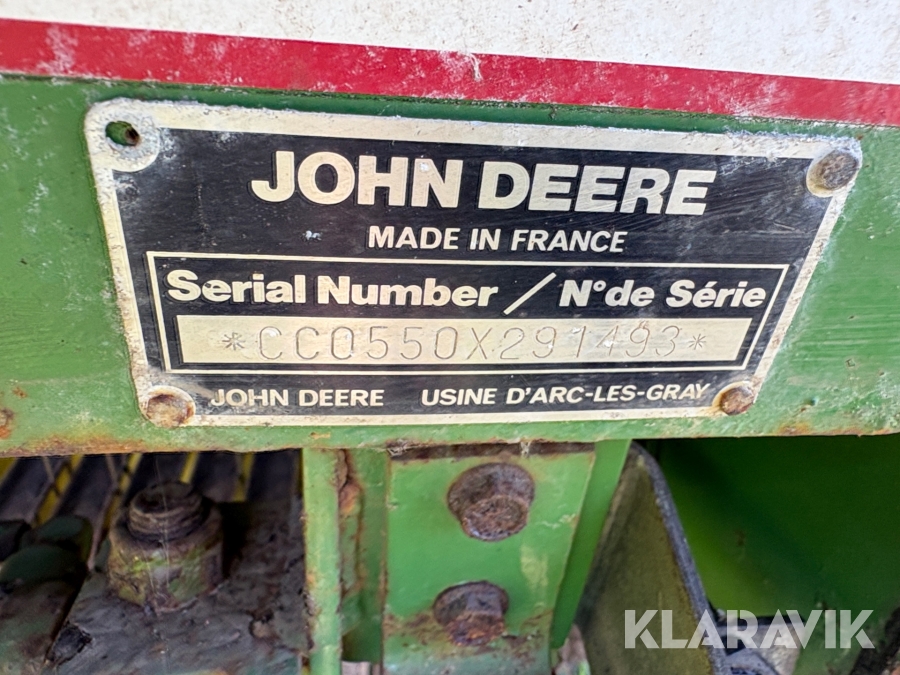 JOHN DEERE
MADE IN FRANCE
Serial Number / N°de Série
*CC0550X291493*
JOHN DEERE USINE D'ARC-LES-GRAY
KLARAVIK